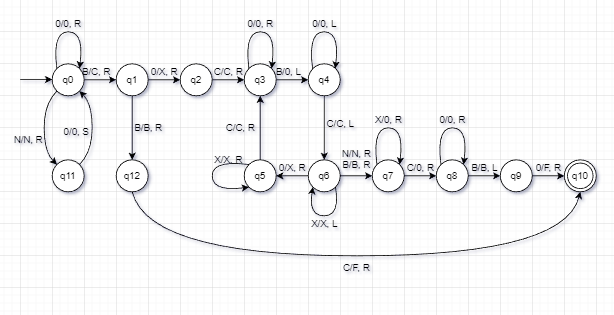 0/0, R
0/0, R
0/0, L
q0
B/C, R
q1
0/X, R
q2
C/C, R
q3
B/0, L
q4
N/N, R
0/0, S
B/B, R
C/C, R
C/C, L
X/0, R
0/0, R
q11
q12
X/X, R
q5
0/X, R
q6
N/N, R
B/B, R
q7
C/0, R
q8
B/B, L
q9
0/F, R
q10
X/X, L
C/F, R